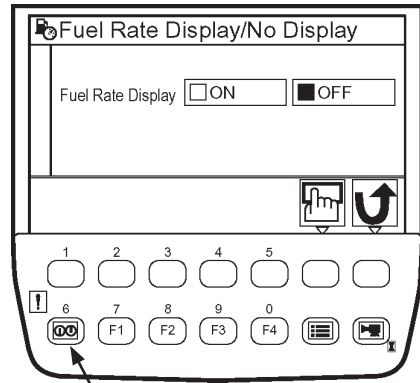 Fuel Rate Display/No Display
Fuel Rate Display ON OFF
1 2 3 4 5
!
6 7 8 9 0
F1 F2 F3 F4